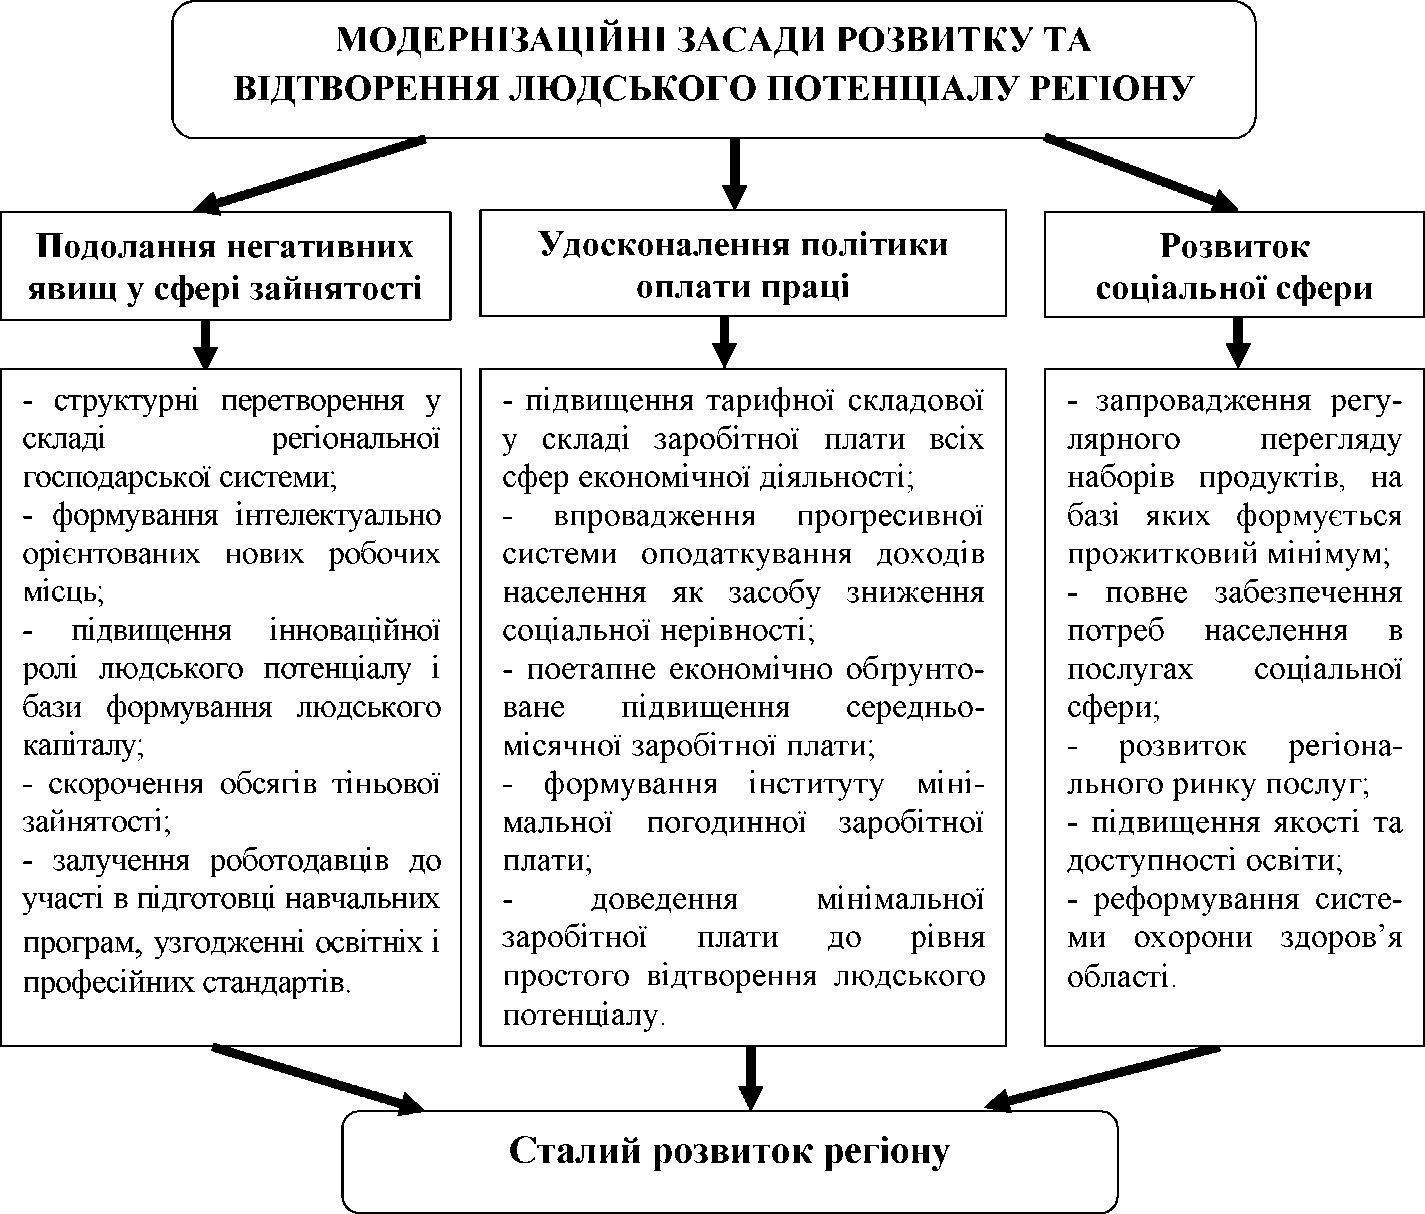 МОДЕРНІЗАЦІЙНІ ЗАСАДИ РОЗВИТКУ ТА
ВІДТВОРЕННЯ ЛЮДСЬКОГО ПОТЕНЦІАЛУ РЕГІОНУ
Подолання негативних
явищ у сфері зайнятості
Удосконалення політики
оплати праці
Розвиток
соціальної сфери
- структурні перетворення у
складі регіональної
господарської системи;
- формування інтелектуально
орієнтованих нових робочих
місць;
- підвищення інноваційної
ролі людського потенціалу і
бази формування людського
капіталу;
- скорочення обсягів тіньової
зайнятості;
- залучення роботодавців до
участі в підготовці навчальних
програм, узгодженні освітніх і
професійних стандартів.
- підвищення тарифної складової
у складі заробітної плати всіх
сфер економічної діяльності;
- впровадження прогресивної
системи оподаткування доходів
населення як засобу зниження
соціальної нерівності;
- поетапне економічно обґрунто-
ване підвищення середньо-
місячної заробітної плати;
- формування інституту міні-
мальної погодинної заробітної
плати;
- доведення мінімальної
заробітної плати до рівня
простого відтворення людського
потенціалу.
- запровадження регу-
лярного перегляду
наборів продуктів, на
базі яких формується
прожитковий мінімум;
- повне забезпечення
потреб населення в
послугах соціальної
сфери;
- розвиток регіона-
льного ринку послуг;
- підвищення якості та
доступності освіти;
- реформування систе-
ми охорони здоров’я
області.
Сталий розвиток регіону